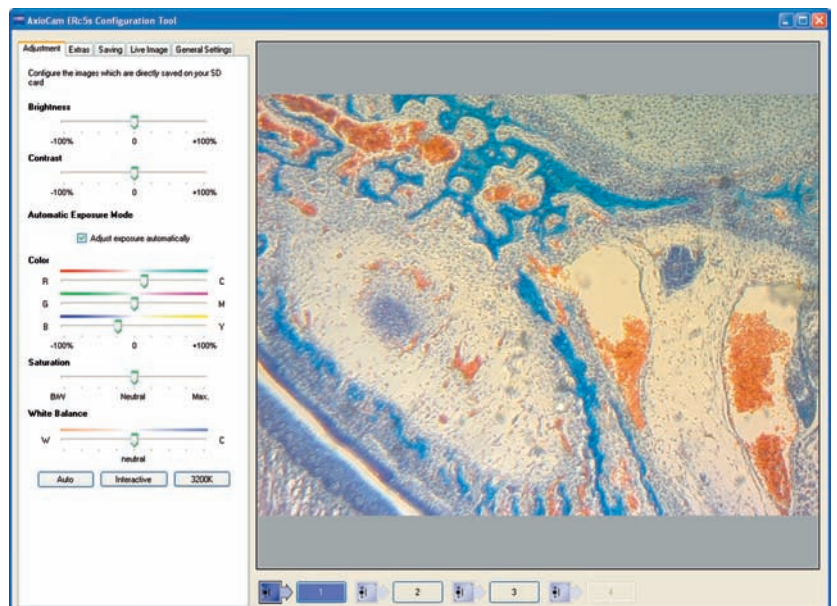 AxioCam ERc5s Configuration Tool
Adjustment Extras Saving Live Image General Settings
Configure the images which are directly saved on your SD
card
Brightness
-100% 0 +100%
Contrast
-100% 0 +100%
Automatic Exposure Mode
Adjust exposure automatically
Color
R C
G M
B Y
-100% 0 +100%
Saturation
B/W Neutral Max.
White Balance
W C
neutral
Auto Interactive 3200K
1 2 3 4